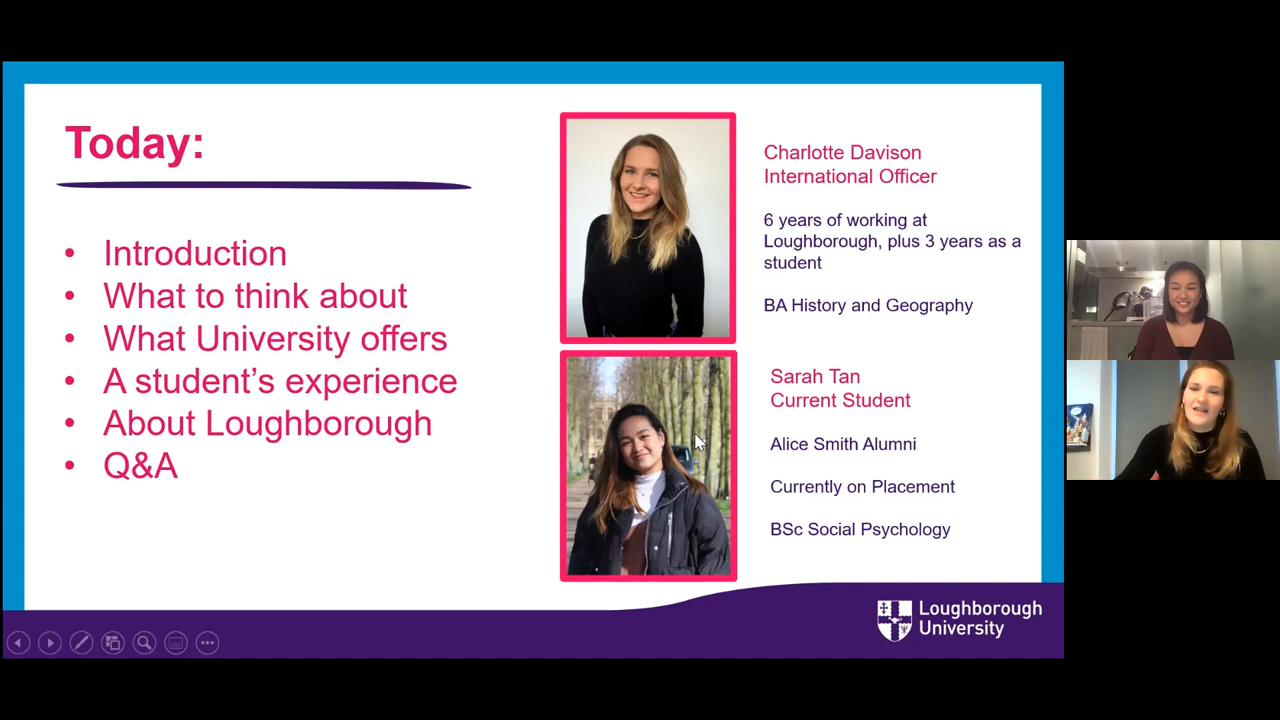 Today:
• Introduction
• What to think about
• What University offers
• A student's experience
• About Loughborough
• Q&A
Charlotte Davison
International Officer
6 years of working at
Loughborough, plus 3 years as a
student
BA History and Geography
Sarah Tan
Current Student
Alice Smith Alumni
Currently on Placement
BSc Social Psychology
Loughborough
University